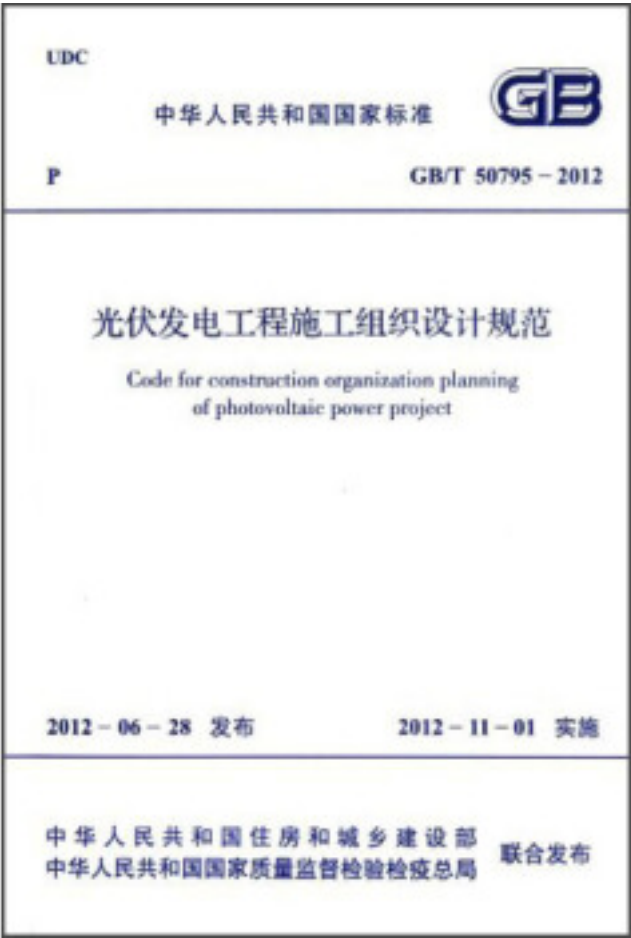 UDC
中华人民共和国国家标准
GB
P
GB/T 50795－2012
光伏发电工程施工组织设计规范
Code for construction organization planning
of photovoltaic power project
2012－06－28 发布
2012－11－01 实施
中华人民共和国住房和城乡建设部
中华人民共和国国家质量监督检验检疫总局
联合发布